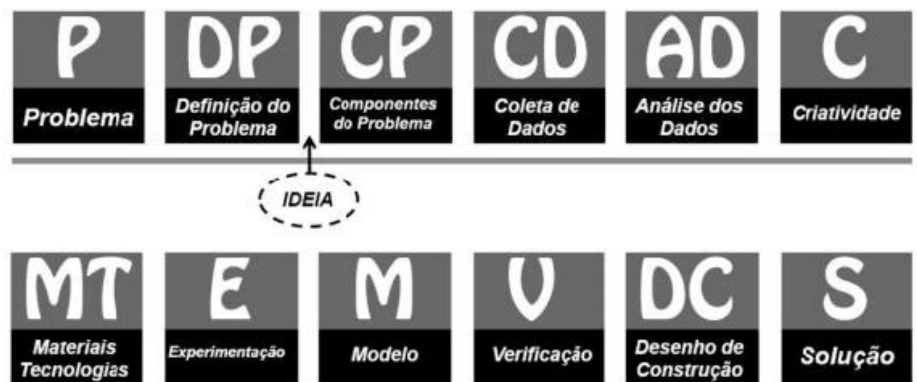 P DP CP CD AD C
Problema
Definição do
Problema
Componentes
do Problema
Coleta de
Dados
Análise dos
Dados
Criatividade
IDEIA
MT E M V DC S
Materiais
Tecnologias
Experimentação
Modelo
Verificação
Desenho de
Construção
Solução